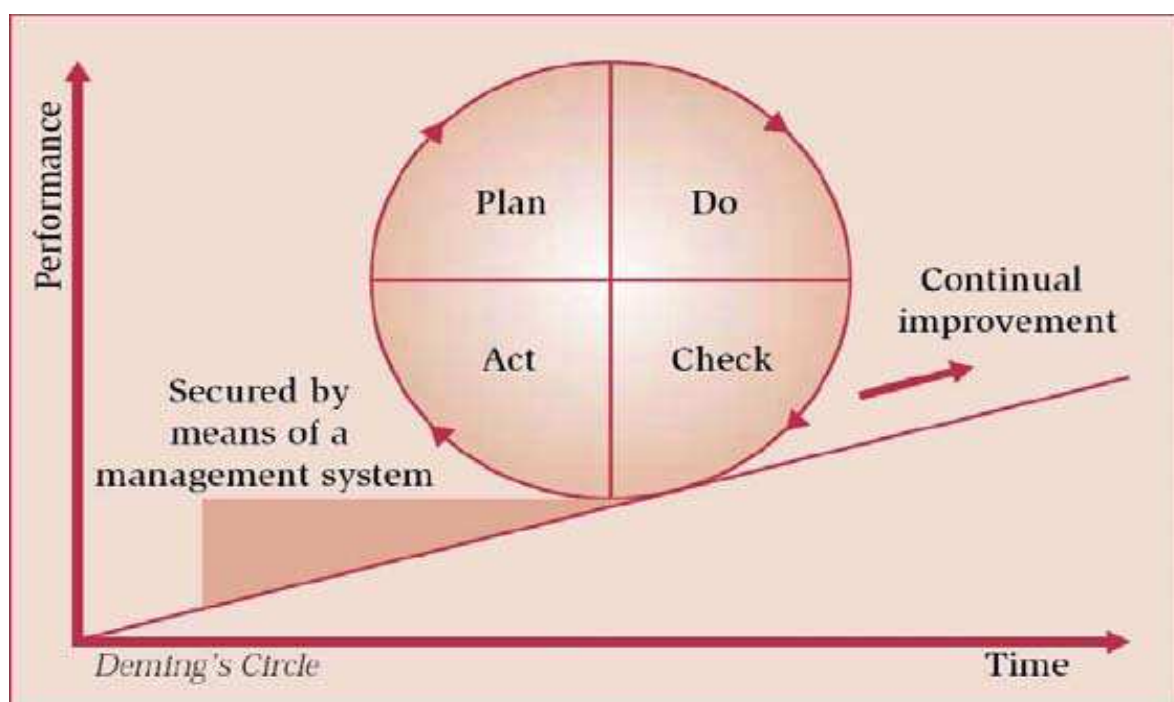 Performance
Plan
Do
Act
Check
Continual
improvement
Secured by
means of a
management system
Deming's Circle
Time